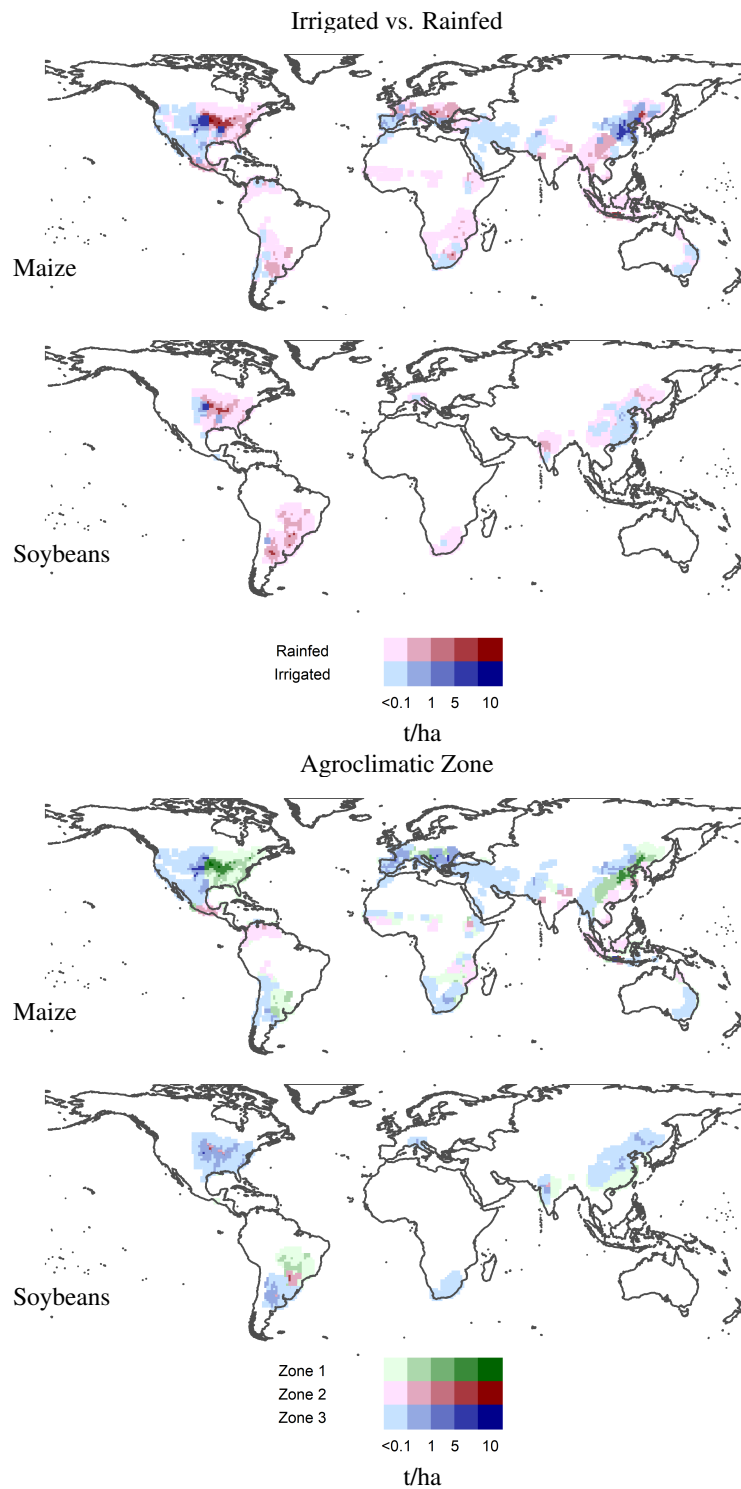 Irrigated vs. Rainfed
Maize
Soybeans
Rainfed
Irrigated
<0.1 1 5 10
t/ha
Agroclimatic Zone
Maize
Soybeans
Zone 1
Zone 2
Zone 3
<0.1 1 5 10
t/ha